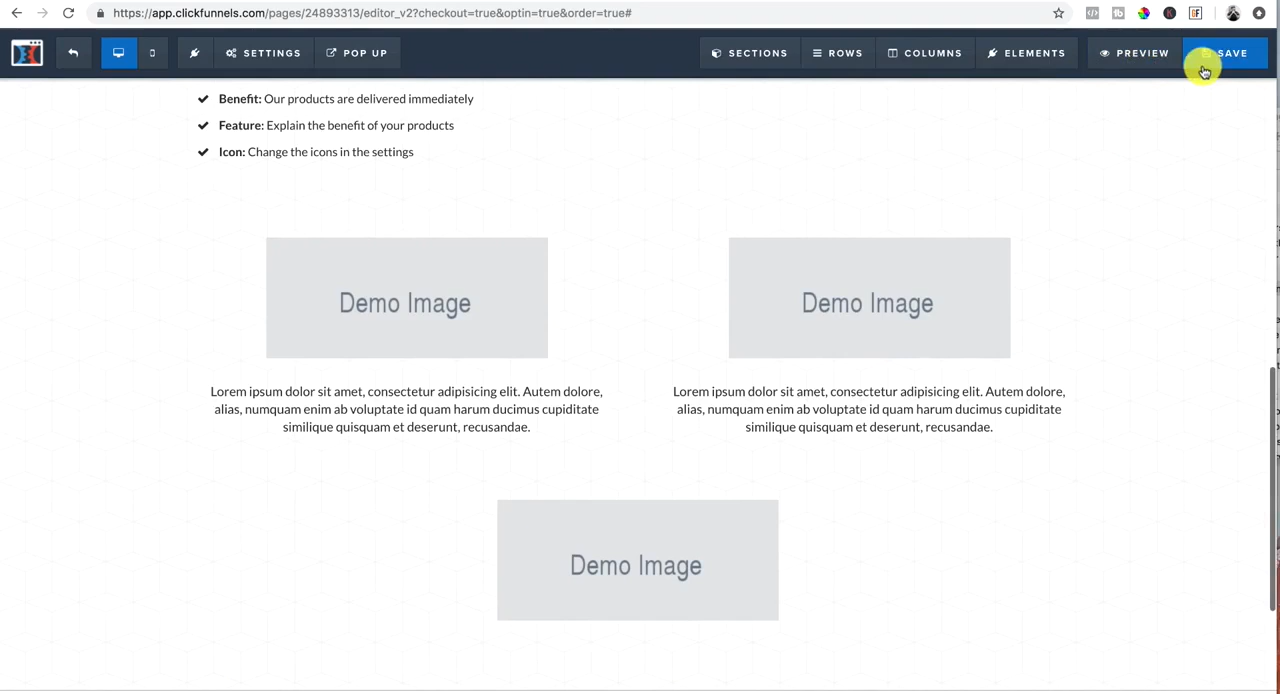 https://app.clickfunnels.com/pages/24893313/editor_v2?checkout=true&optin=true&order=true#
SETTINGS
POP UP
SECTIONS
ROWS
COLUMNS
ELEMENTS
PREVIEW
SAVE
Benefit: Our products are delivered immediately
Feature: Explain the benefit of your products
Icon: Change the icons in the settings
Demo Image
Demo Image
Lorem ipsum dolor sit amet, consectetur adipisicing elit. Autem dolore,
alias, numquam enim ab voluptate id quam harum ducimus cupiditate
similique quisquam et deserunt, recusandae.
Lorem ipsum dolor sit amet, consectetur adipisicing elit. Autem dolore,
alias, numquam enim ab voluptate id quam harum ducimus cupiditate
similique quisquam et deserunt, recusandae.
Demo Image